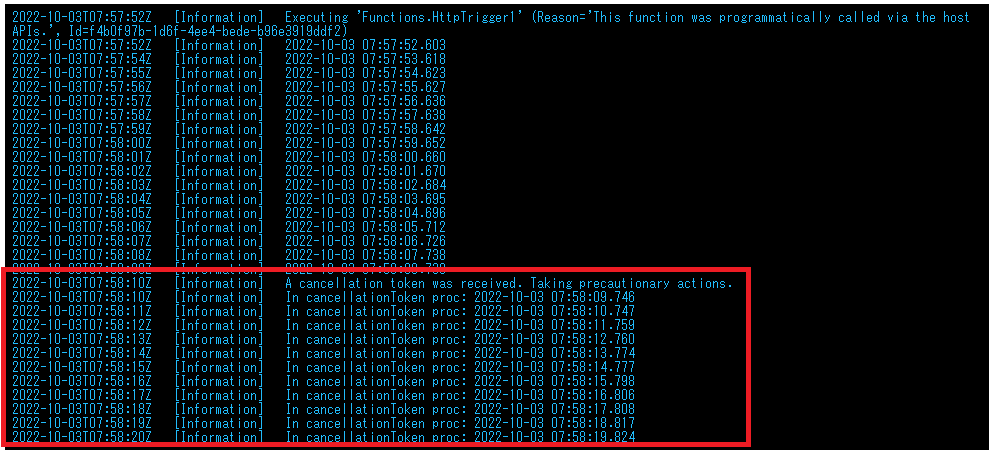 2022-10-03T07:57:52Z [Information] Executing 'Functions.HttpTrigger1' (Reason='This function was programmatically called via the host
APIs.', Id=f4b0f97b-1d6f-4ee4-bede-b96e3919ddf2)
2022-10-03T07:57:52Z [Information] 2022-10-03 07:57:52.603
2022-10-03T07:57:54Z [Information] 2022-10-03 07:57:53.618
2022-10-03T07:57:55Z [Information] 2022-10-03 07:57:54.623
2022-10-03T07:57:56Z [Information] 2022-10-03 07:57:55.627
2022-10-03T07:57:57Z [Information] 2022-10-03 07:57:56.636
2022-10-03T07:57:58Z [Information] 2022-10-03 07:57:57.638
2022-10-03T07:57:59Z [Information] 2022-10-03 07:57:58.642
2022-10-03T07:58:00Z [Information] 2022-10-03 07:57:59.652
2022-10-03T07:58:01Z [Information] 2022-10-03 07:58:00.660
2022-10-03T07:58:02Z [Information] 2022-10-03 07:58:01.670
2022-10-03T07:58:03Z [Information] 2022-10-03 07:58:02.684
2022-10-03T07:58:04Z [Information] 2022-10-03 07:58:03.695
2022-10-03T07:58:05Z [Information] 2022-10-03 07:58:04.696
2022-10-03T07:58:06Z [Information] 2022-10-03 07:58:05.712
2022-10-03T07:58:07Z [Information] 2022-10-03 07:58:06.726
2022-10-03T07:58:08Z [Information] 2022-10-03 07:58:07.738
2022-10-03T07:58:10Z [Information] A cancellation token was received. Taking precautionary actions.
2022-10-03T07:58:10Z [Information] In cancellationToken proc: 2022-10-03 07:58:09.746
2022-10-03T07:58:11Z [Information] In cancellationToken proc: 2022-10-03 07:58:10.747
2022-10-03T07:58:12Z [Information] In cancellationToken proc: 2022-10-03 07:58:11.759
2022-10-03T07:58:13Z [Information] In cancellationToken proc: 2022-10-03 07:58:12.760
2022-10-03T07:58:14Z [Information] In cancellationToken proc: 2022-10-03 07:58:13.774
2022-10-03T07:58:15Z [Information] In cancellationToken proc: 2022-10-03 07:58:14.777
2022-10-03T07:58:16Z [Information] In cancellationToken proc: 2022-10-03 07:58:15.798
2022-10-03T07:58:17Z [Information] In cancellationToken proc: 2022-10-03 07:58:16.806
2022-10-03T07:58:18Z [Information] In cancellationToken proc: 2022-10-03 07:58:17.808
2022-10-03T07:58:19Z [Information] In cancellationToken proc: 2022-10-03 07:58:18.817
2022-10-03T07:58:20Z [Information] In cancellationToken proc: 2022-10-03 07:58:19.824